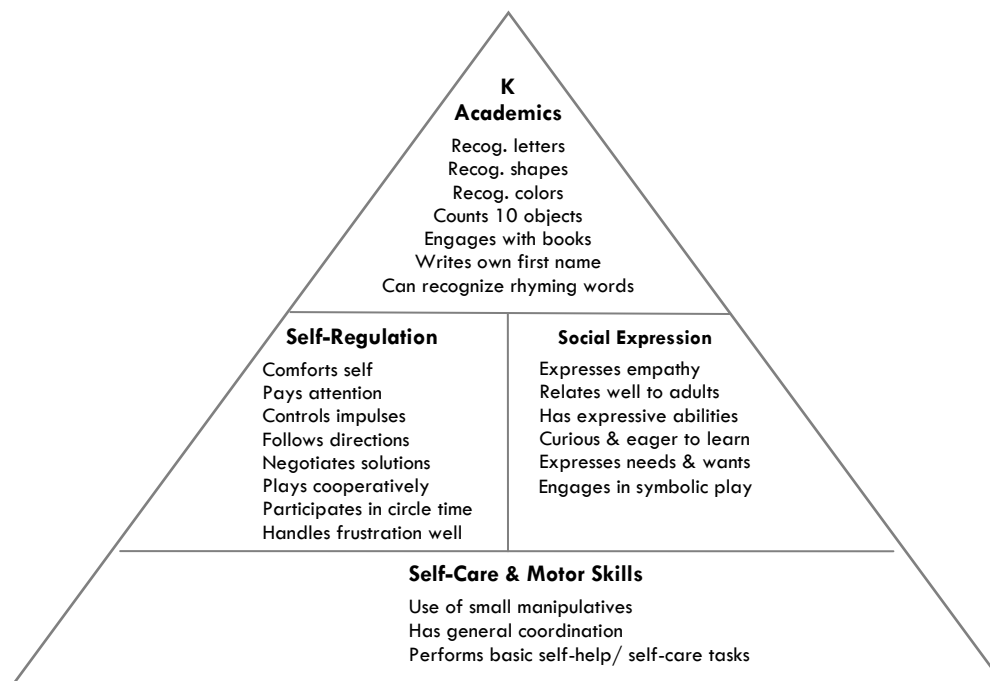 K
Academics
Recog. letters
Recog. shapes
Recog. colors
Counts 10 objects
Engages with books
Writes own first name
Can recognize rhyming words
Self-Regulation
Comforts self
Pays attention
Controls impulses
Follows directions
Negotiates solutions
Plays cooperatively
Participates in circle time
Handles frustration well
Social Expression
Expresses empathy
Relates well to adults
Has expressive abilities
Curious & eager to learn
Expresses needs & wants
Engages in symbolic play
Self-Care & Motor Skills
Use of small manipulatives
Has general coordination
Performs basic self-help/ self-care tasks